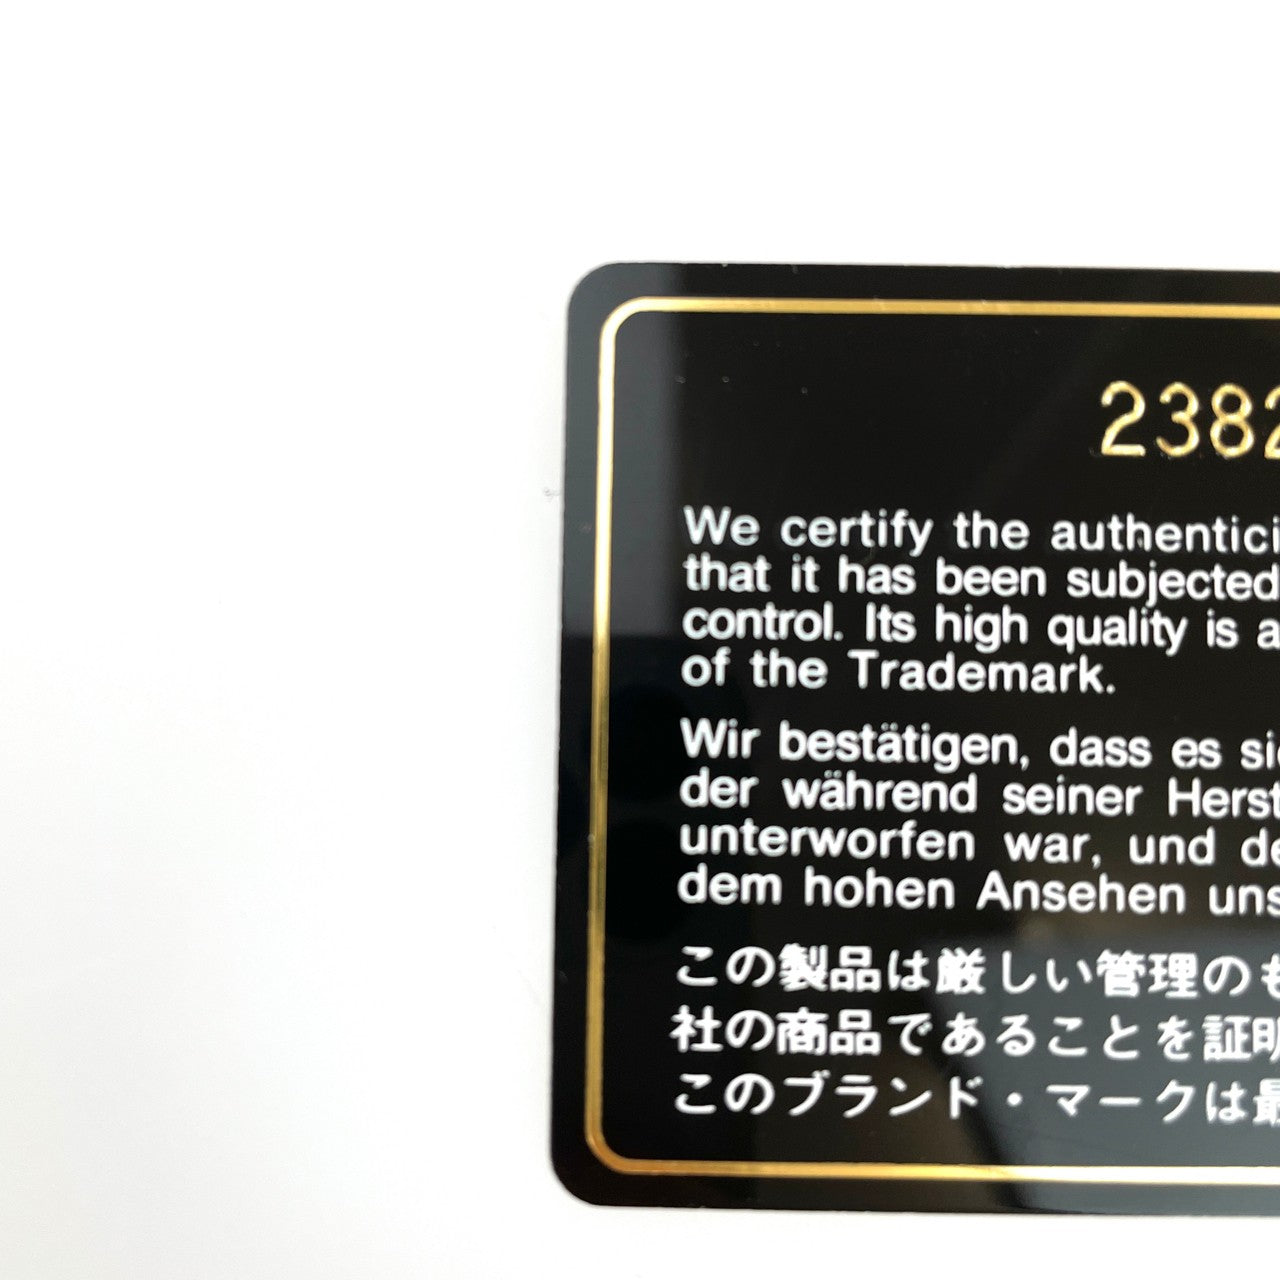 2382
We certify the authentici
that it has been subjected
control. Its high quality is a
of the Trademark.
Wir bestätigen, dass es si
der während seiner Herst
unterworfen war, und de
dem hohen Ansehen uns
この製品は厳しい管理のも
社の商品であることを証明
このブランド・マークは最